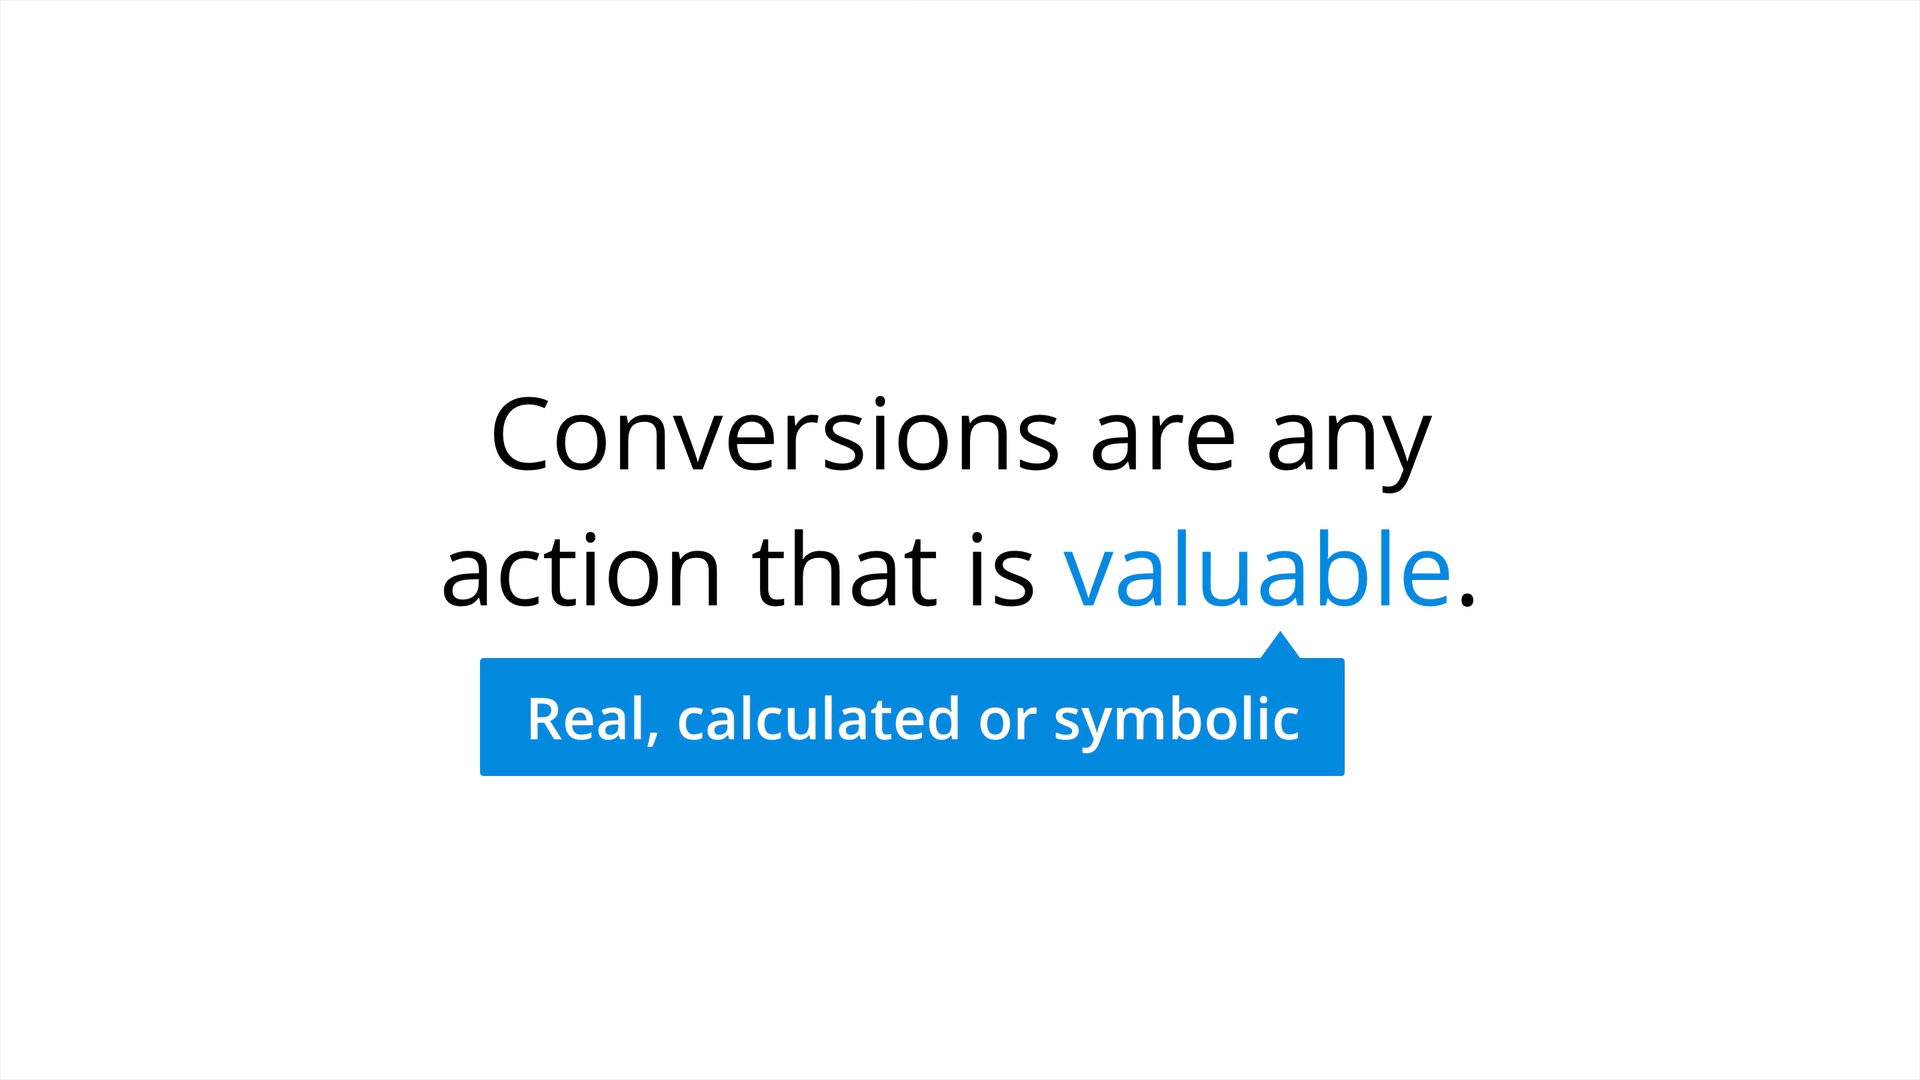 Conversions are any
action that is valuable.
Real, calculated or symbolic